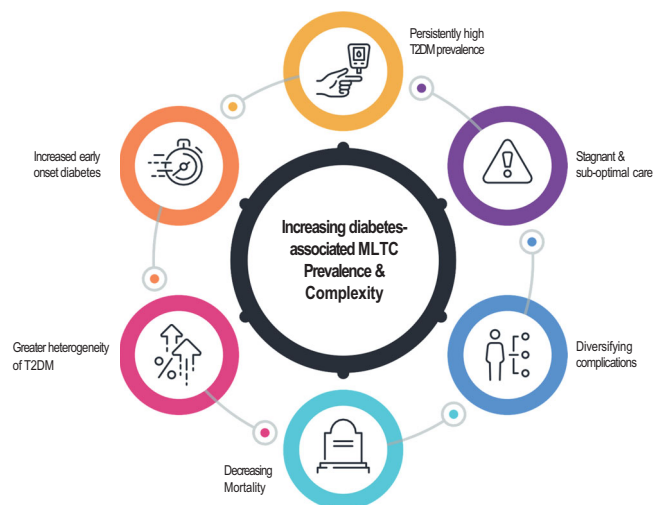 Persistently high
T2DM prevalence
Increased early
onset diabetes
Stagnant &
sub-optimal care
Increasing diabetes-
associated MLTC
Prevalence &
Complexity
Greater heterogeneity
of T2DM
Diversifying
complications
Decreasing
Mortality
%